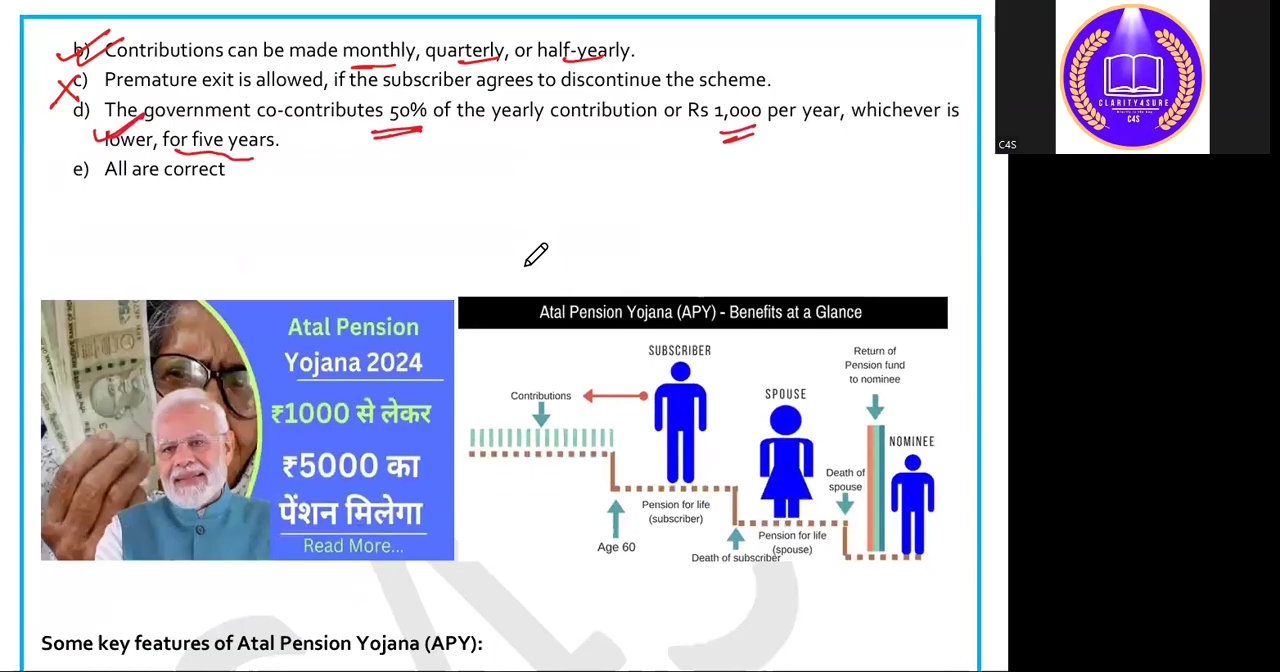 b) Contributions can be made monthly, quarterly, or half-yearly.
c) Premature exit is allowed, if the subscriber agrees to discontinue the scheme.
d) The government co-contributes 50% of the yearly contribution or Rs 1,000 per year, whichever is
lower, for five years.
e) All are correct
CLARITY4SURE
C4S
C4S
Atal Pension
Yojana 2024
₹1000 से लेकर
₹5000 का
पेंशन मिलेगा
Read More...
Atal Pension Yojana (APY) - Benefits at a Glance
SUBSCRIBER
Contributions
SPOUSE
Return of
Pension fund
to nominee
NOMINEE
Death of
spouse
Pension for life
(subscriber)
Age 60
Pension for life
(spouse)
Death of subscriber
Some key features of Atal Pension Yojana (APY):